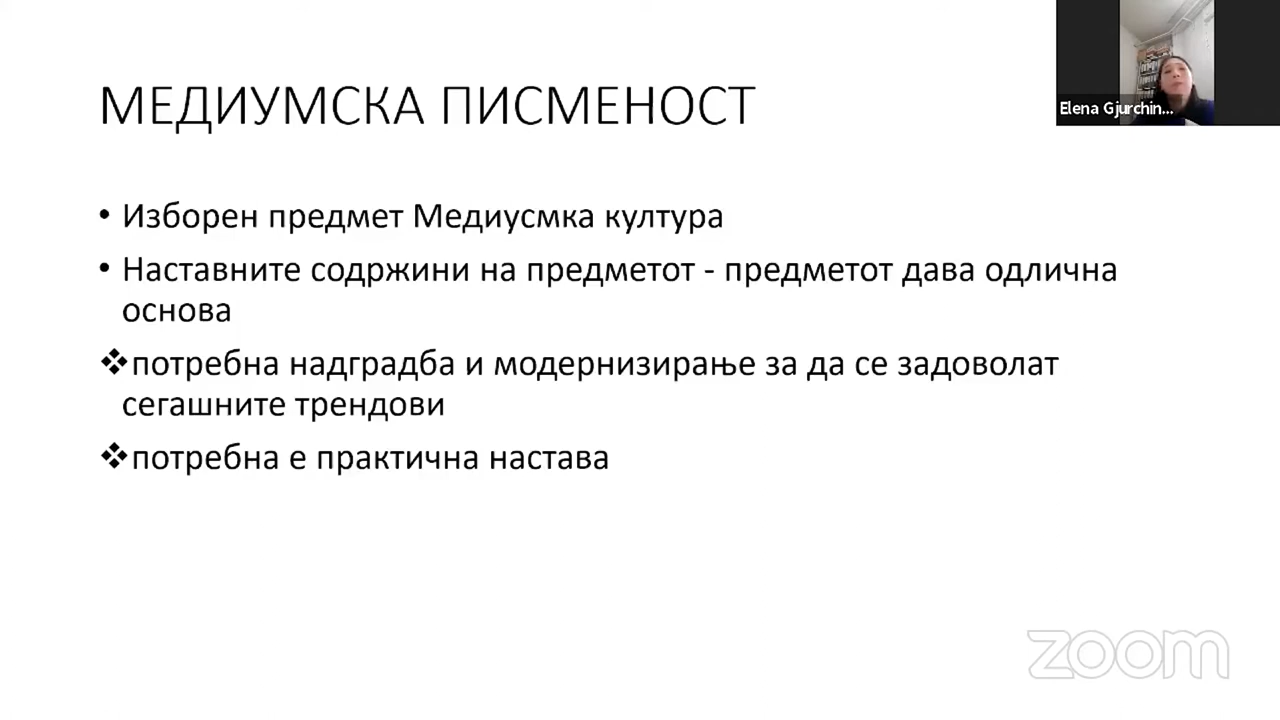 МЕДИУМСКА ПИСМЕНОСТ
Elena Gjurchin...
• Изборен предмет Медиусмка култура
• Наставните содржини на предметот - предметот дава одлична
основа
❖потребна надградба и модернизирање за да се задоволат
сегашните трендови
❖потребна е практична настава
zoom